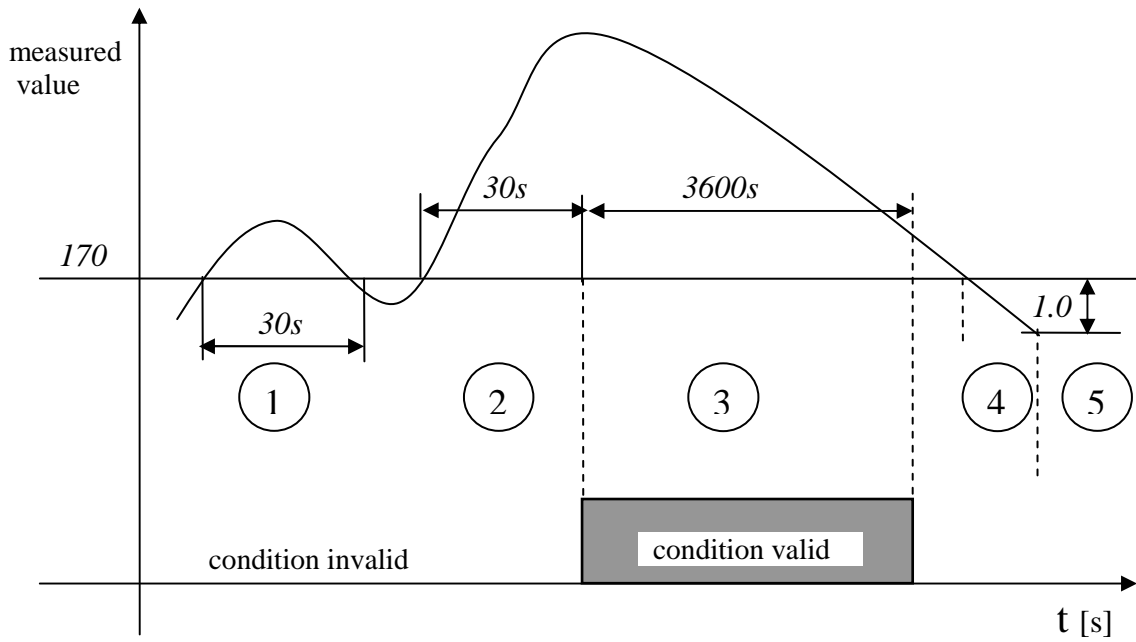 measured
value
30s
3600s
170
1.0
30s
1
2
3
4
5
condition invalid
condition valid
t [s]